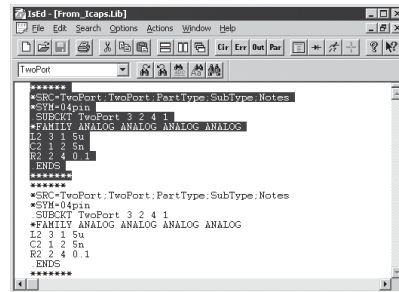 IsEd - [From_Icaps.Lib]
File Edit Search Options Actions Window Help
Cir Err Out Par
TwoPort
******
*SRC=TwoPort;TwoPort;PartType;SubType;Notes
*SYM=04pin
.SUBCKT TwoPort 3 2 4 1
*FAMILY ANALOG ANALOG ANALOG ANALOG
L2 3 1 5u
C2 1 2 5n
R2 2 4 0.1
.ENDS
*******
******
*SRC=TwoPort;TwoPort;PartType;SubType;Notes
*SYM=04pin
.SUBCKT TwoPort 3 2 4 1
*FAMILY ANALOG ANALOG ANALOG ANALOG
L2 3 1 5u
C2 1 2 5n
R2 2 4 0.1
.ENDS
*******